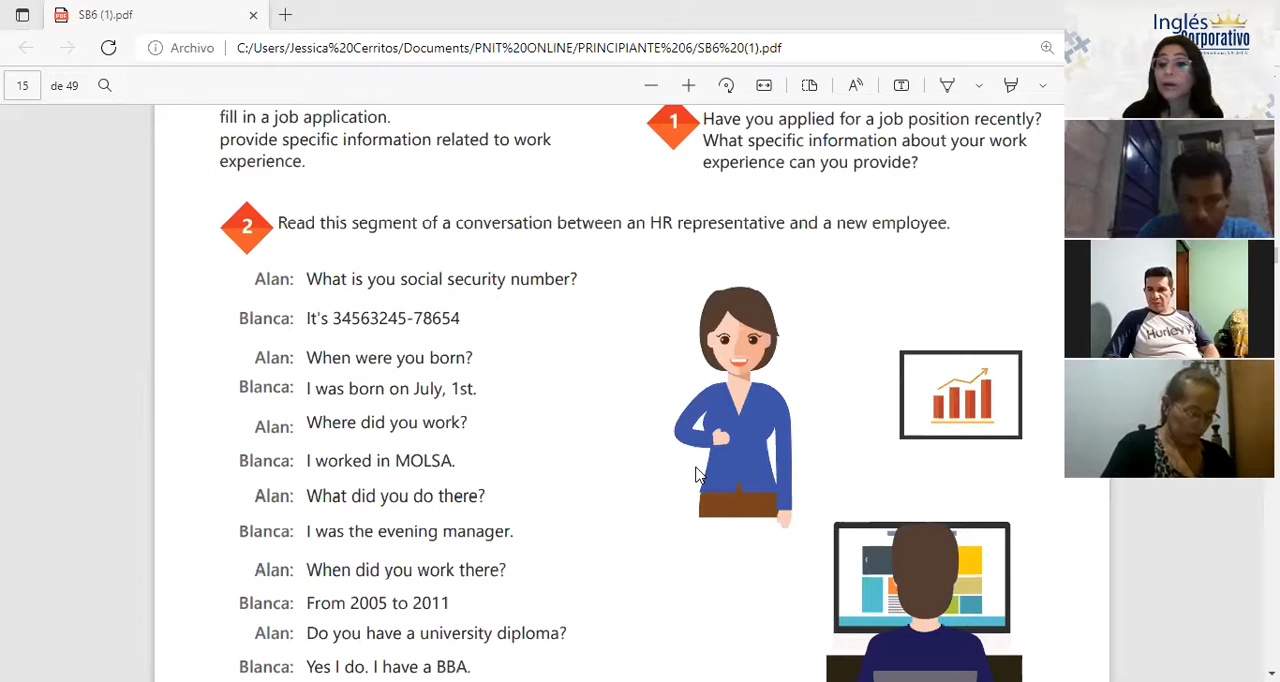 SB6 (1).pdf
Archivo C:/Users/Jessica%20Cerritos/Documents/PNIT%20ONLINE/PRINCIPIANTE%206/SB6%20(1).pdf
15 de 49
Inglés
Corporativo
fill in a job application.
provide specific information related to work
experience.
1 Have you applied for a job position recently?
What specific information about your work
experience can you provide?
2 Read this segment of a conversation between an HR representative and a new employee.
Alan: What is you social security number?
Blanca: It's 34563245-78654
Alan: When were you born?
Blanca: I was born on July, 1st.
Alan: Where did you work?
Blanca: I worked in MOLSA.
Alan: What did you do there?
Blanca: I was the evening manager.
Alan: When did you work there?
Blanca: From 2005 to 2011
Alan: Do you have a university diploma?
Blanca: Yes I do. I have a BBA.
Hurley